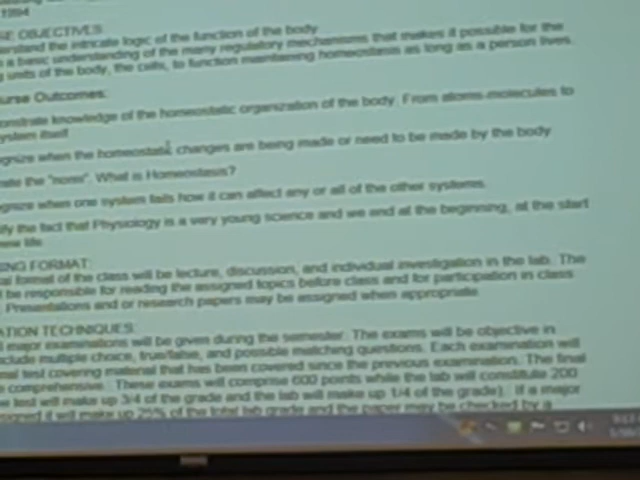 1994
SE OBJECTIVES
erstand the intricate logic of the function of the body
a basic understanding of the many regulatory mechanisms that makes it possible for the
g units of the body, the cells, to function maintaining homeostasis as long as a person lives.
urse Outcomes:
onstrate knowledge of the homeostatic organization of the body. From atoms-molecules to
ystem itself
gnize when the homeostatic changes are being made or need to be made by the body
the "norm". What is Homeostasis?
gnize when one system fails how it can affect any or all of the other systems.
ify the fact that Physiology is a very young science and we end at the beginning, at the start
new life
ING FORMAT:
al format of the class will be lecture, discussion, and individual investigation in the lab. The
be responsible for reading the assigned topics before class and for participation in class
Presentations and or research papers may be assigned when appropriate
ATION TECHNIQUES:
major examinations will be given during the semester. The exams will be objective in
clude multiple choice, true/false, and possible matching questions. Each examination will
test covering material that has been covered since the previous examination. The final
comprehensive. These exams will comprise 600 points while the lab will constitute 200
test will make up 3/4 of the grade and the lab will make up 1/4 of the grade). If a major
signed it will make up 25% of the total lab grade and the paper may be checked by a